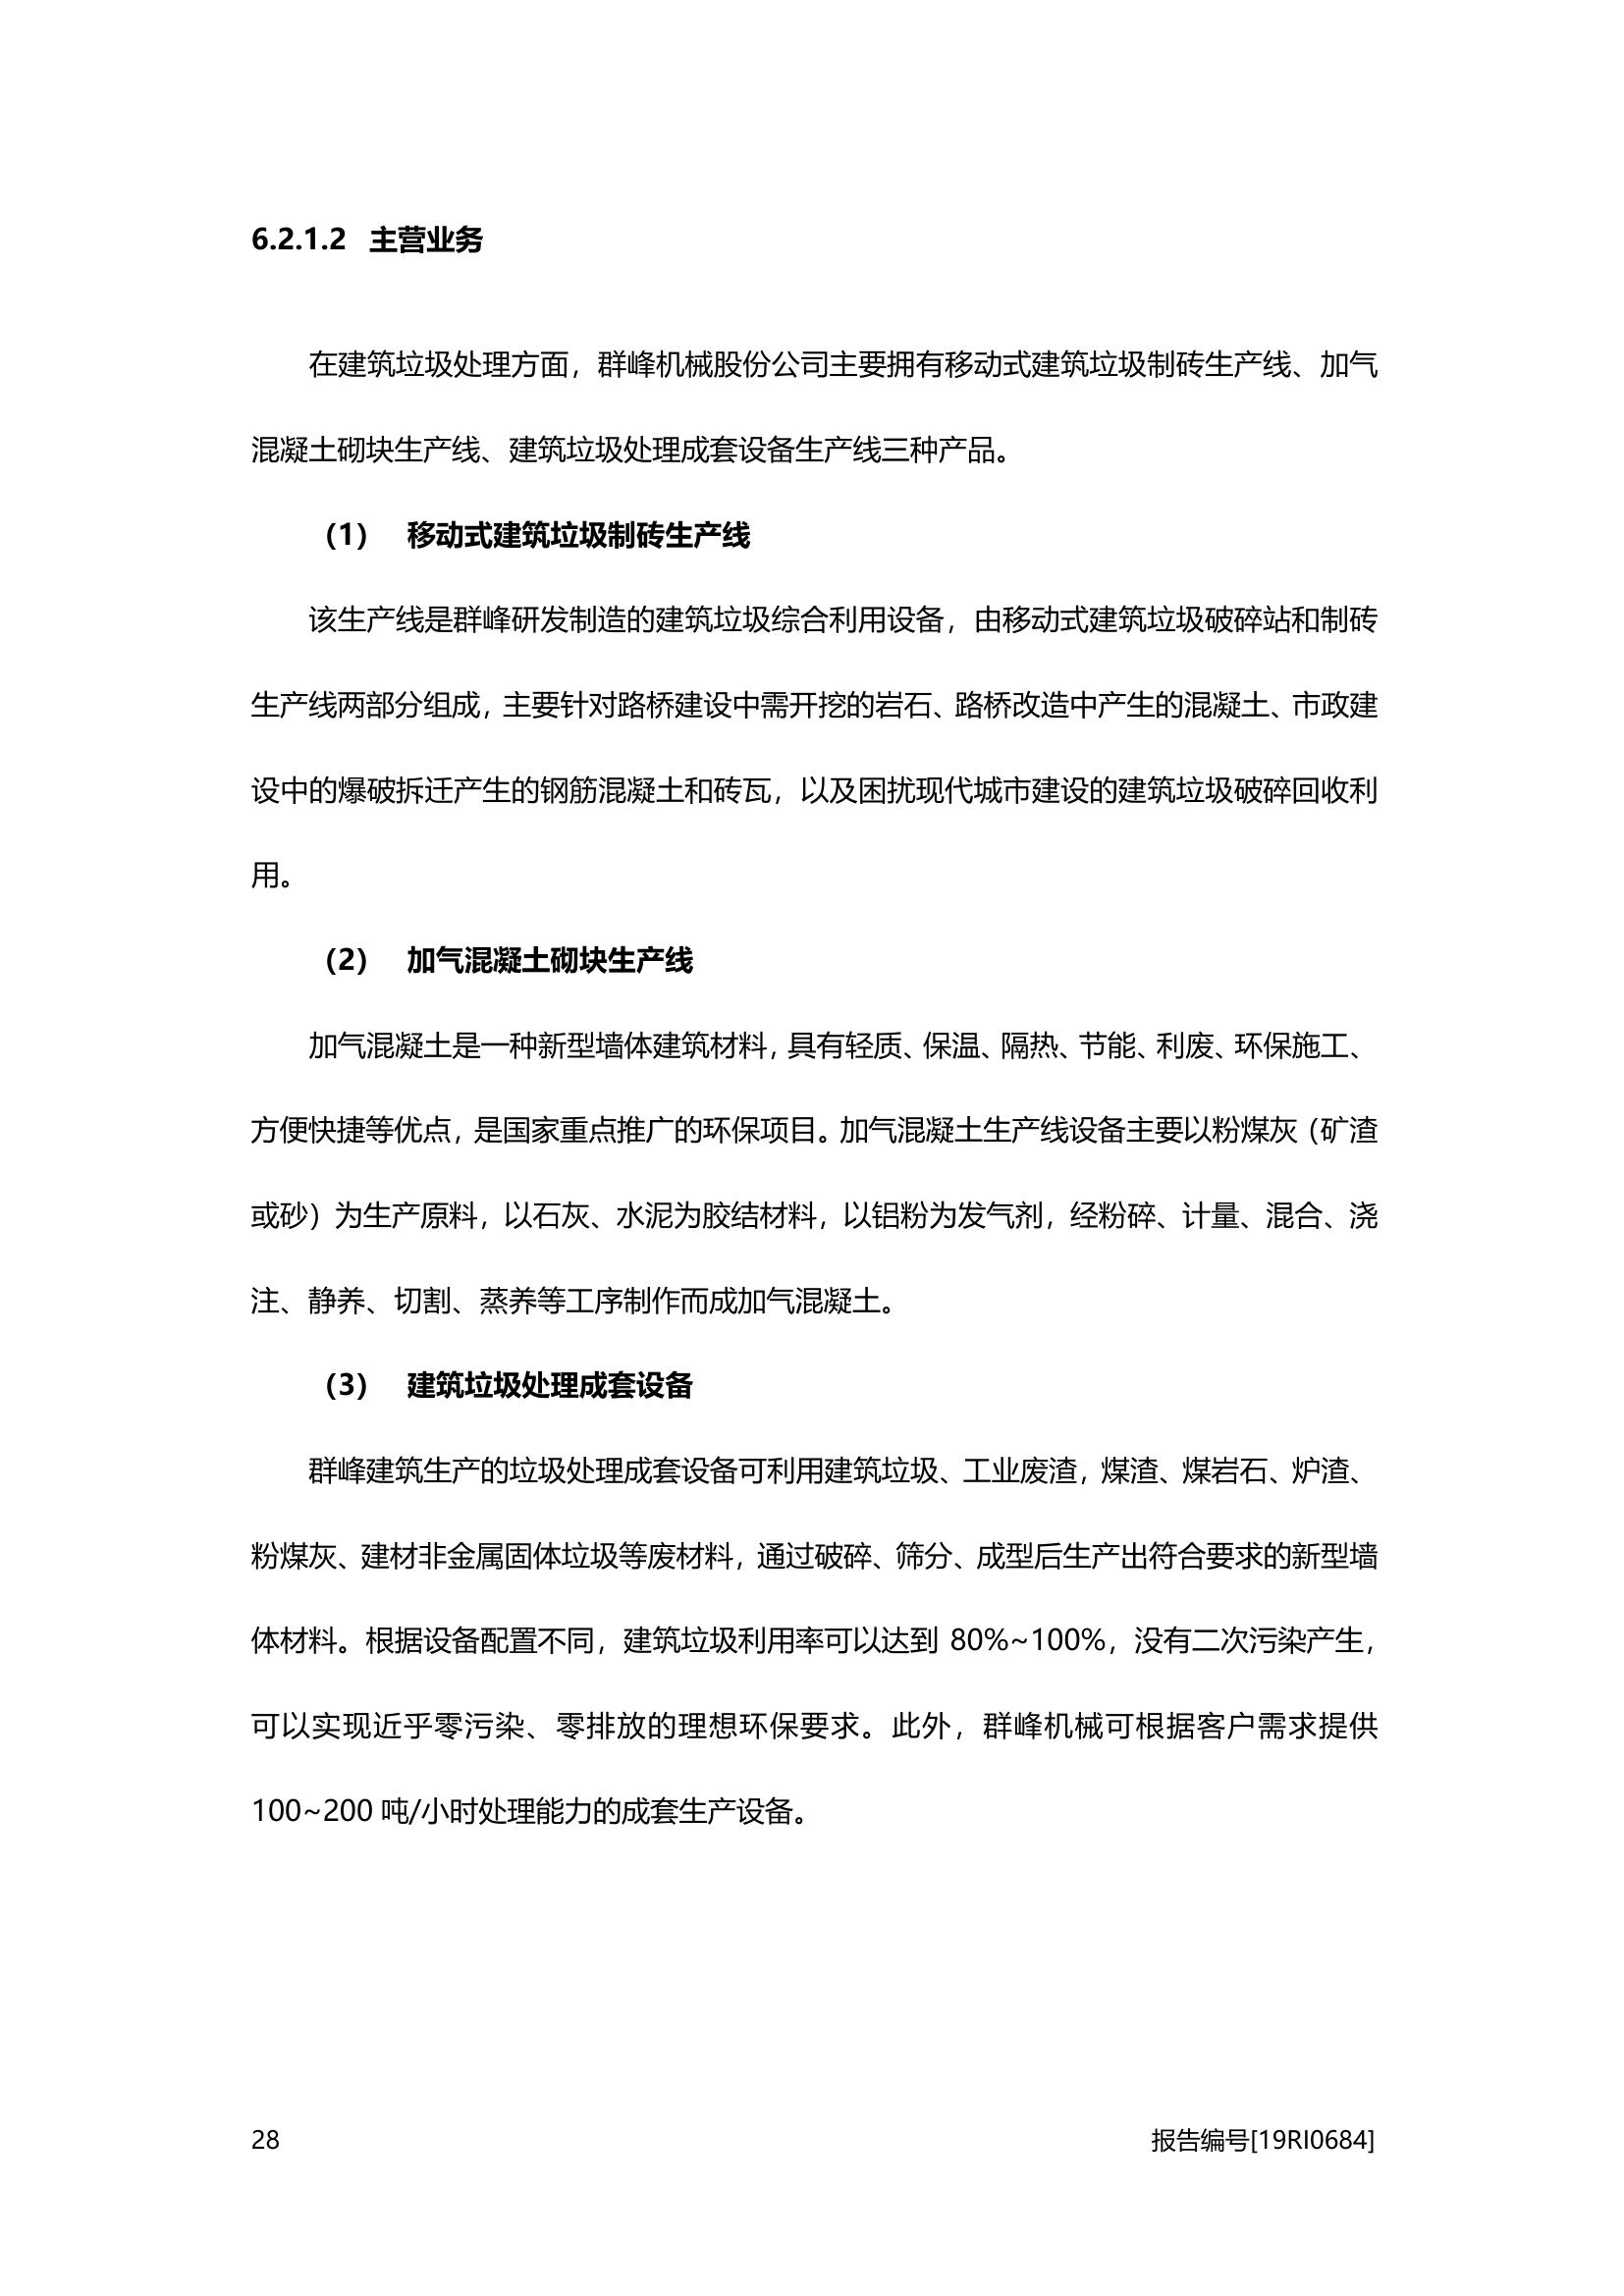 6.2.1.2 主营业务
在建筑垃圾处理方面，群峰机械股份公司主要拥有移动式建筑垃圾制砖生产线、加气
混凝土砌块生产线、建筑垃圾处理成套设备生产线三种产品。
（1） 移动式建筑垃圾制砖生产线
该生产线是群峰研发制造的建筑垃圾综合利用设备，由移动式建筑垃圾破碎站和制砖
生产线两部分组成，主要针对路桥建设中需开挖的岩石、路桥改造中产生的混凝土、市政建
设中的爆破拆迁产生的钢筋混凝土和砖瓦，以及困扰现代城市建设的建筑垃圾破碎回收利
用。
（2） 加气混凝土砌块生产线
加气混凝土是一种新型墙体建筑材料，具有轻质、保温、隔热、节能、利废、环保施工、
方便快捷等优点，是国家重点推广的环保项目。加气混凝土生产线设备主要以粉煤灰（矿渣
或砂）为生产原料，以石灰、水泥为胶结材料，以铝粉为发气剂，经粉碎、计量、混合、浇
注、静养、切割、蒸养等工序制作而成加气混凝土。
（3） 建筑垃圾处理成套设备
群峰建筑生产的垃圾处理成套设备可利用建筑垃圾、工业废渣，煤渣、煤岩石、炉渣、
粉煤灰、建材非金属固体垃圾等废材料，通过破碎、筛分、成型后生产出符合要求的新型墙
体材料。根据设备配置不同，建筑垃圾利用率可以达到 80%~100%，没有二次污染产生，
可以实现近乎零污染、零排放的理想环保要求。此外，群峰机械可根据客户需求提供
100~200 吨/小时处理能力的成套生产设备。
28 报告编号[19RI0684]